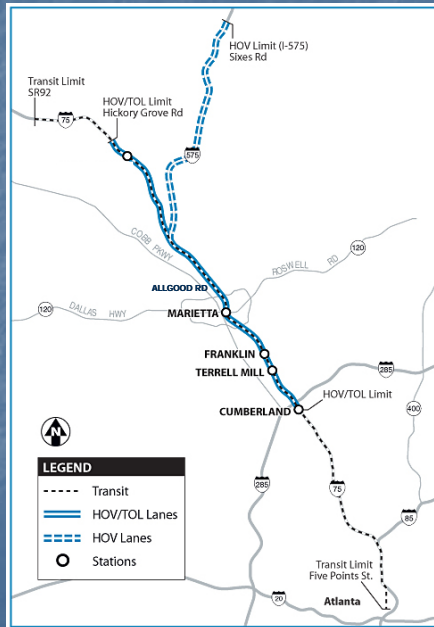 HOV Limit (I-575)
Sixes Rd
Transit Limit
SR92
HOV/TOL Limit
Hickory Grove Rd
75
575
COBB PKWY
ALLGOOD RD
ROSWELL RD
120
120
DALLAS HWY
MARIETTA
FRANKLIN
TERRELL MILL
285
HOV/TOL Limit
CUMBERLAND
400
N
LEGEND
Transit
HOV/TOL Lanes
HOV Lanes
Stations
285
75
85
Transit Limit
Five Points St.
20
Atlanta